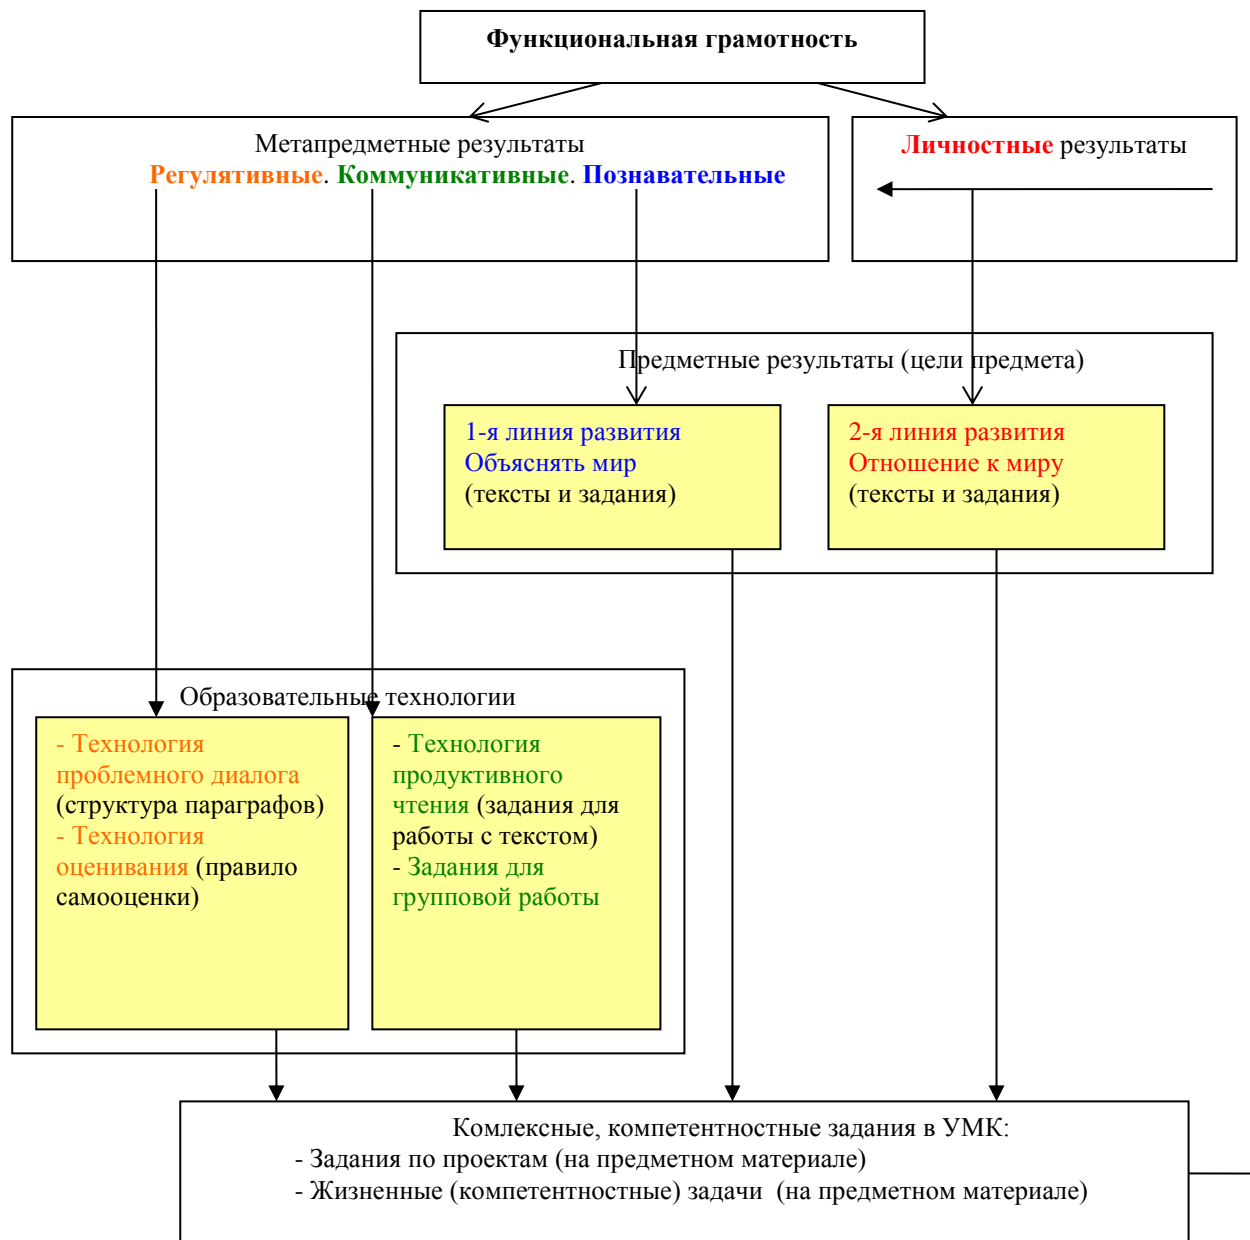 Функциональная грамотность
Метапредметные результаты
Регулятивные. Коммуникативные. Познавательные
Личностные результаты
Предметные результаты (цели предмета)
1-я линия развития
Объяснять мир
(тексты и задания)
2-я линия развития
Отношение к миру
(тексты и задания)
Образовательные технологии
- Технология
проблемного диалога
(структура параграфов)
- Технология
оценивания (правило
самооценки)
- Технология
продуктивного
чтения (задания для
работы с текстом)
- Задания для
групповой работы
Комлексные, компетентностные задания в УМК:
- Задания по проектам (на предметном материале)
- Жизненные (компетентностные) задачи (на предметном материале)